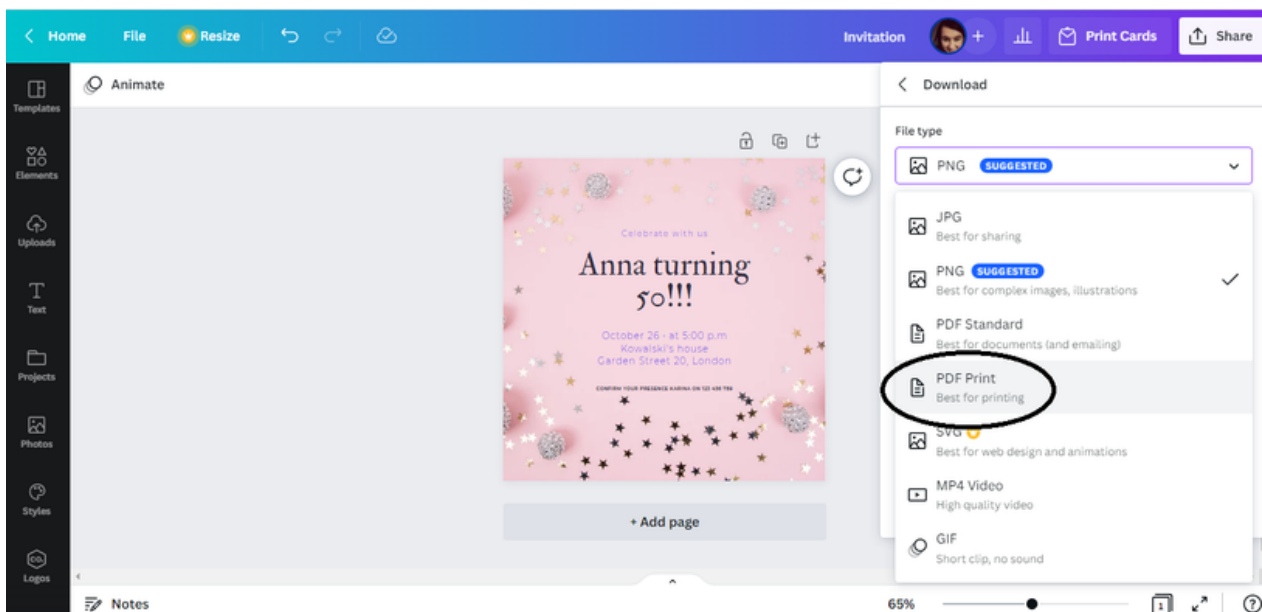 Home File Resize Invitation + Print Cards Share
Templates
Elements
Uploads
Text
Projects
Photos
Styles
Co.
Logos
Animate
Celebrate with us
Anna turning
50!!!
October 26 - at 5:00 p.m
Kowalski's house
Garden Street 20, London
CONFIRM YOUR PRESENCE KARINA ON 123 456 789
+ Add page
Download
File type
PNG SUGGESTED
JPG
Best for sharing
PNG SUGGESTED
Best for complex images, illustrations
PDF Standard
Best for documents (and emailing)
PDF Print
Best for printing
SVG
Best for web design and animations
MP4 Video
High quality video
GIF
Short clip, no sound
Notes 65% 1 ?